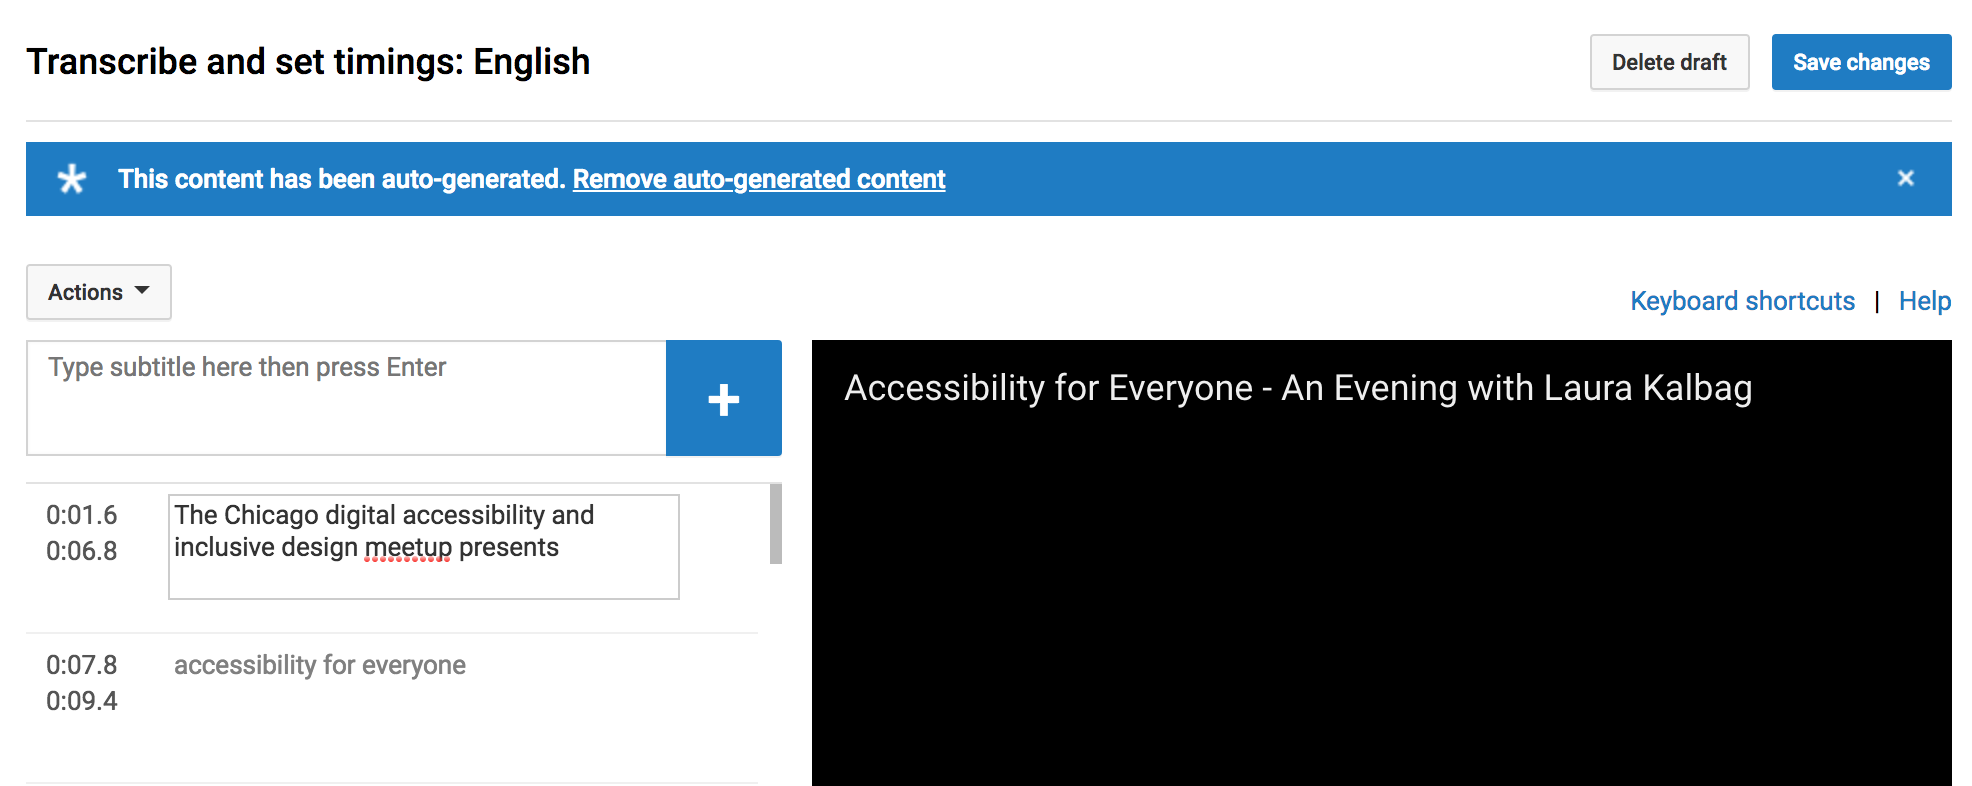 Transcribe and set timings: English
Delete draft
Save changes
This content has been auto-generated. Remove auto-generated content
Actions
Keyboard shortcuts | Help
Type subtitle here then press Enter
Accessibility for Everyone - An Evening with Laura Kalbag
0:01.6
0:06.8
The Chicago digital accessibility and
inclusive design meetup presents
0:07.8
0:09.4
accessibility for everyone